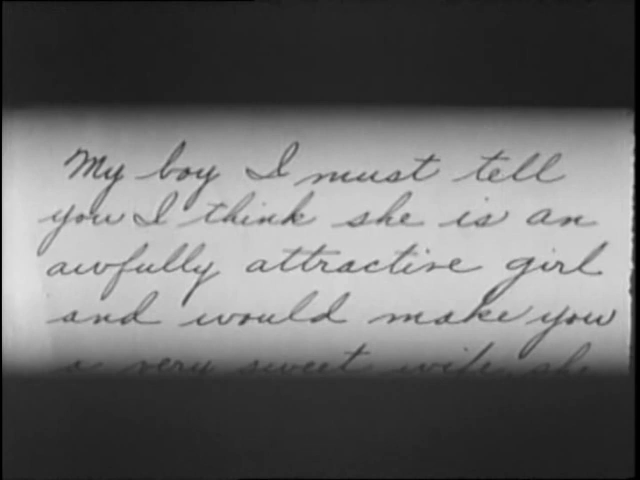 My boy I must tell
you I think she is an
awfully attractive girl
and would make you
a very sweet wife, she